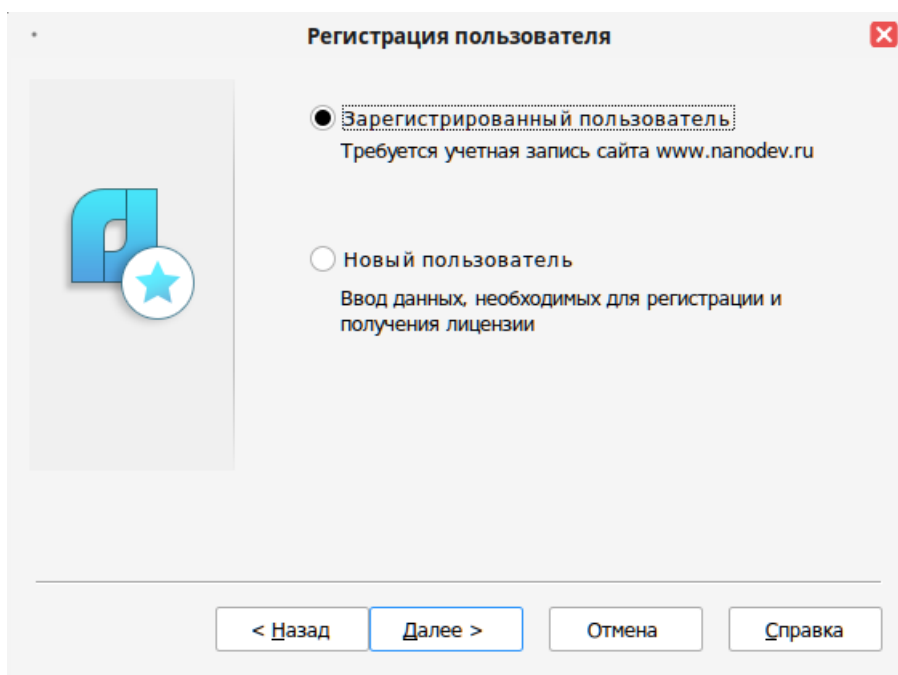 Регистрация пользователя
Зарегистрированный пользователь
Требуется учетная запись сайта www.nanodev.ru
Новый пользователь
Ввод данных, необходимых для регистрации и
получения лицензии
< Назад
Далее >
Отмена
Справка